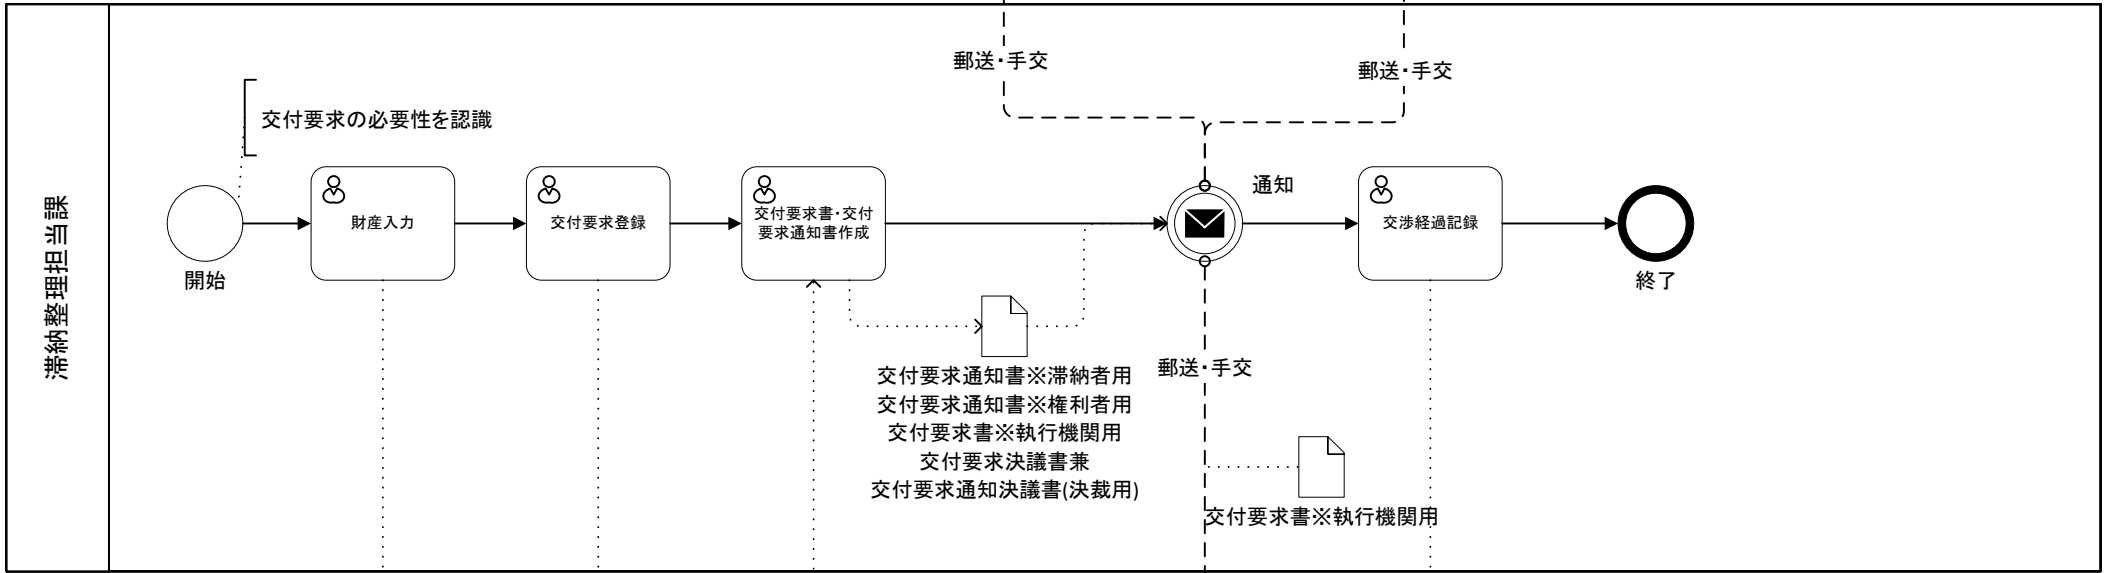 滞納整理担当課
郵送・手交
郵送・手交
交付要求の必要性を認識
開始
財産入力
交付要求登録
交付要求書・交付
要求通知書作成
通知
交渉経過記録
終了
交付要求通知書※滞納者用
交付要求通知書※権利者用
交付要求書※執行機関用
交付要求決議書兼
交付要求通知決議書(決裁用)
郵送・手交
交付要求書※執行機関用